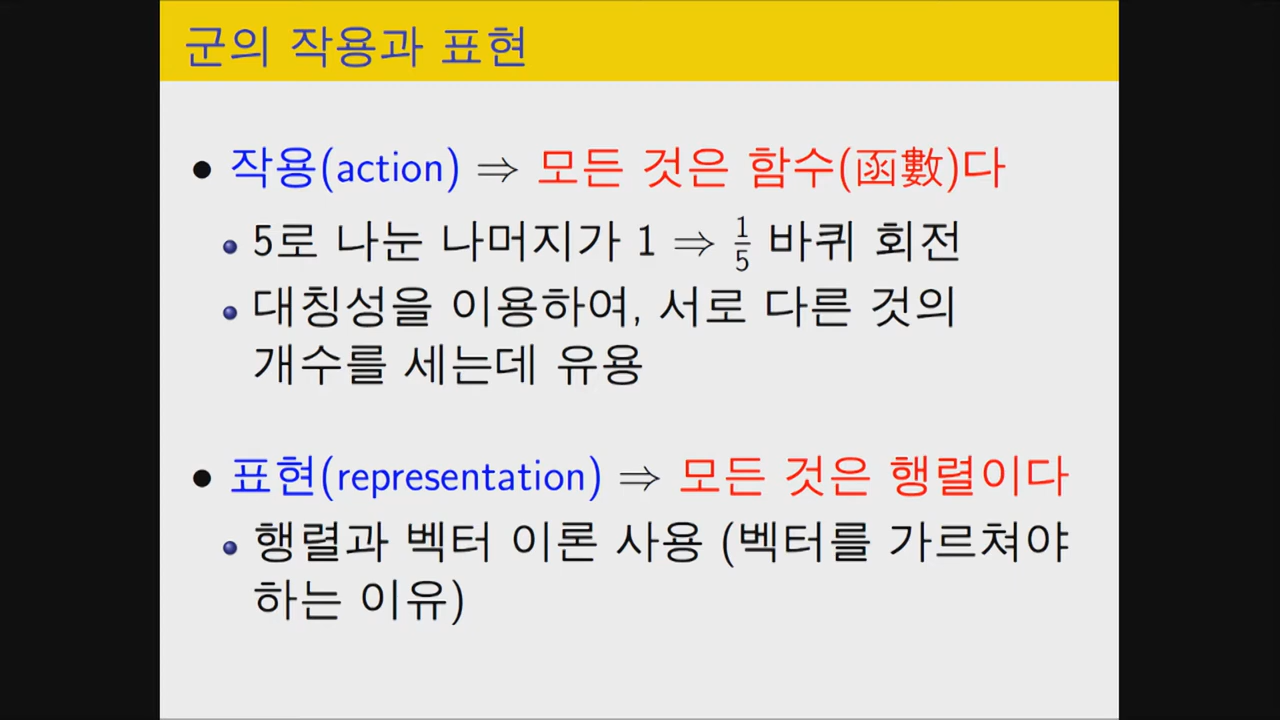 군의 작용과 표현
• 작용(action) ⇒ 모든 것은 함수(函數)다
• 5로 나눈 나머지가 1 ⇒ 1/5 바퀴 회전
• 대칭성을 이용하여, 서로 다른 것의
개수를 세는데 유용
• 표현(representation) ⇒ 모든 것은 행렬이다
• 행렬과 벡터 이론 사용 (벡터를 가르쳐야
하는 이유)